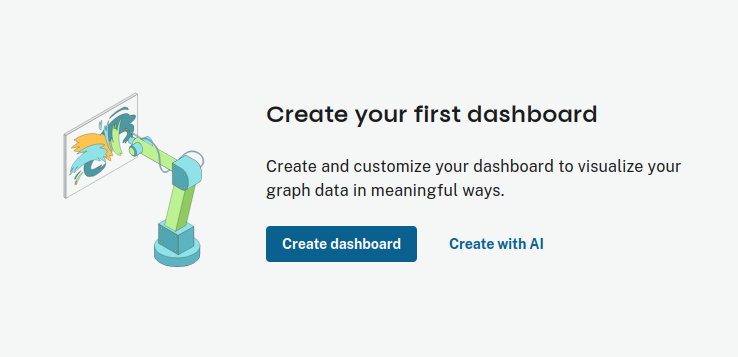 Create your first dashboard
Create and customize your dashboard to visualize your
graph data in meaningful ways.
Create dashboard
Create with AI